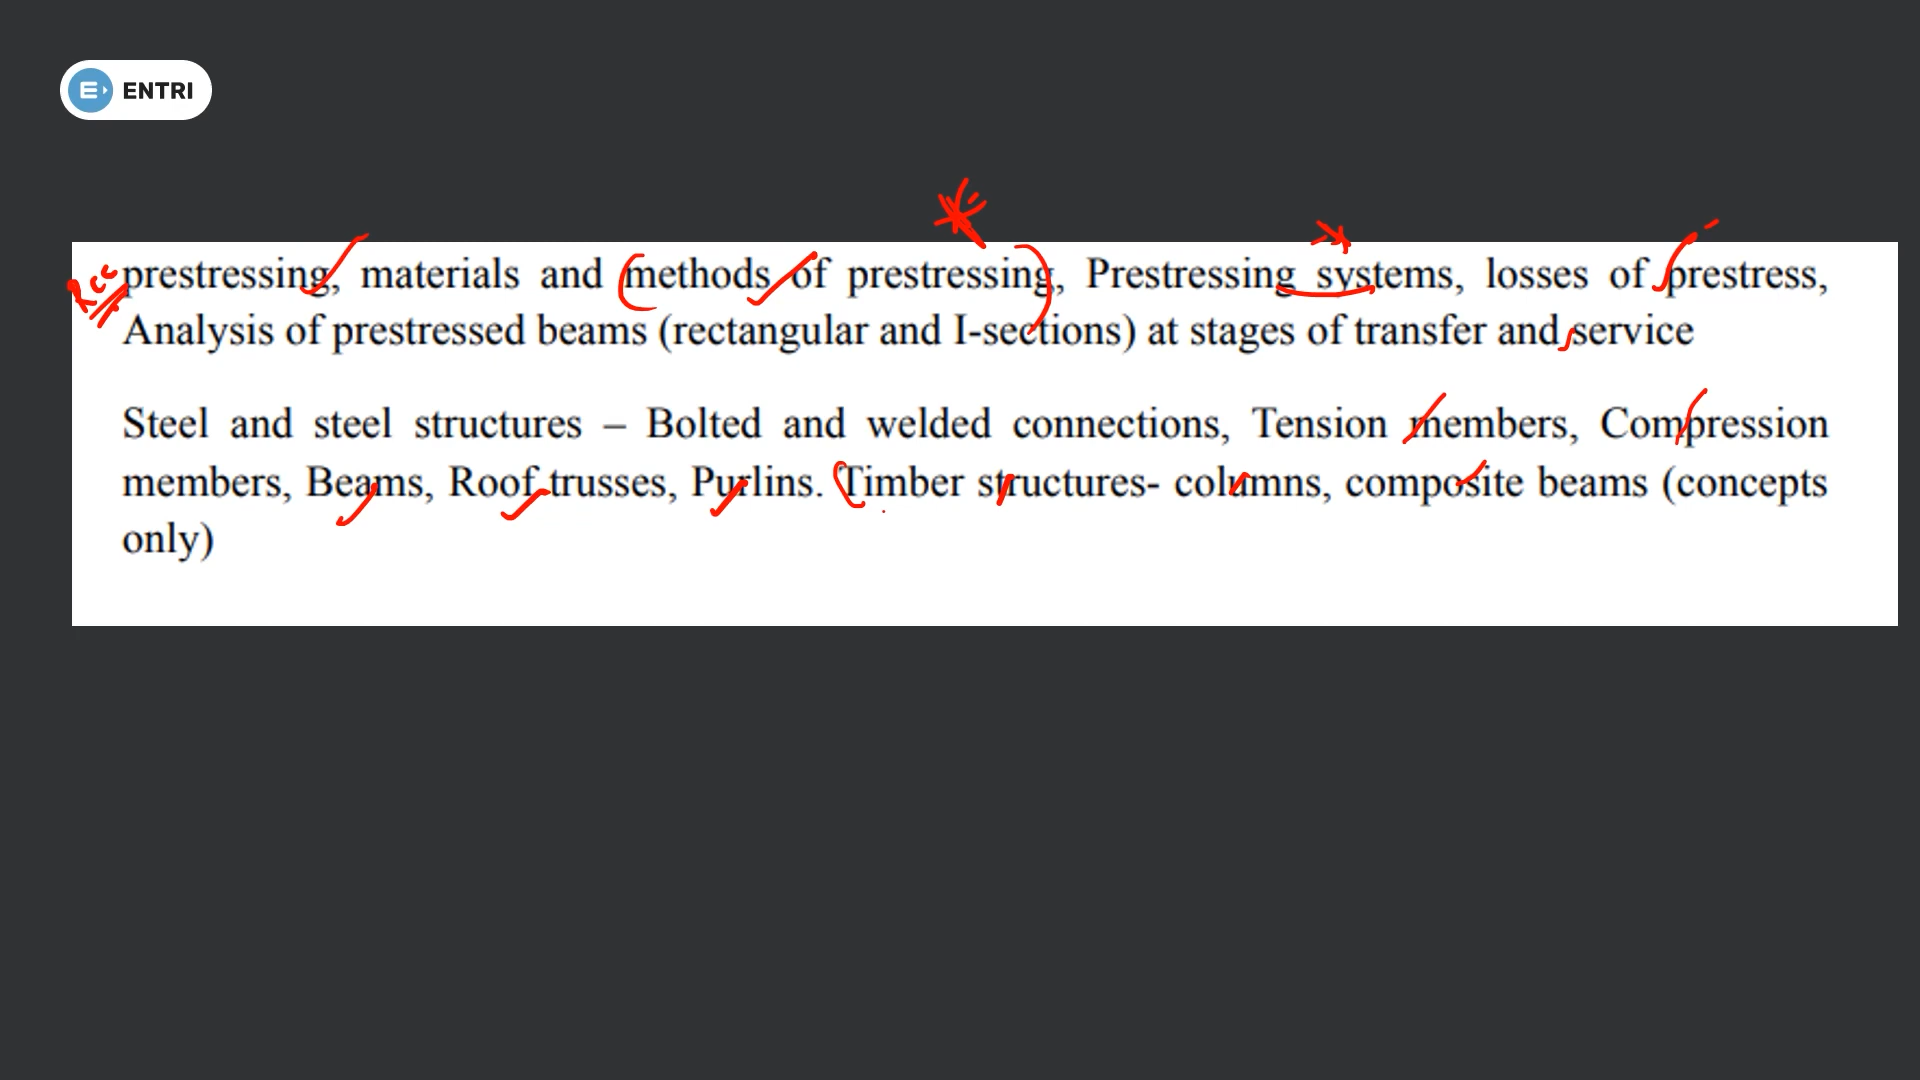 ENTRI
Rcc
prestressing, materials and methods of prestressing, Prestressing systems, losses of prestress,
Analysis of prestressed beams (rectangular and I-sections) at stages of transfer and service
Steel and steel structures – Bolted and welded connections, Tension members, Compression
members, Beams, Roof trusses, Purlins. Timber structures- columns, composite beams (concepts
only)